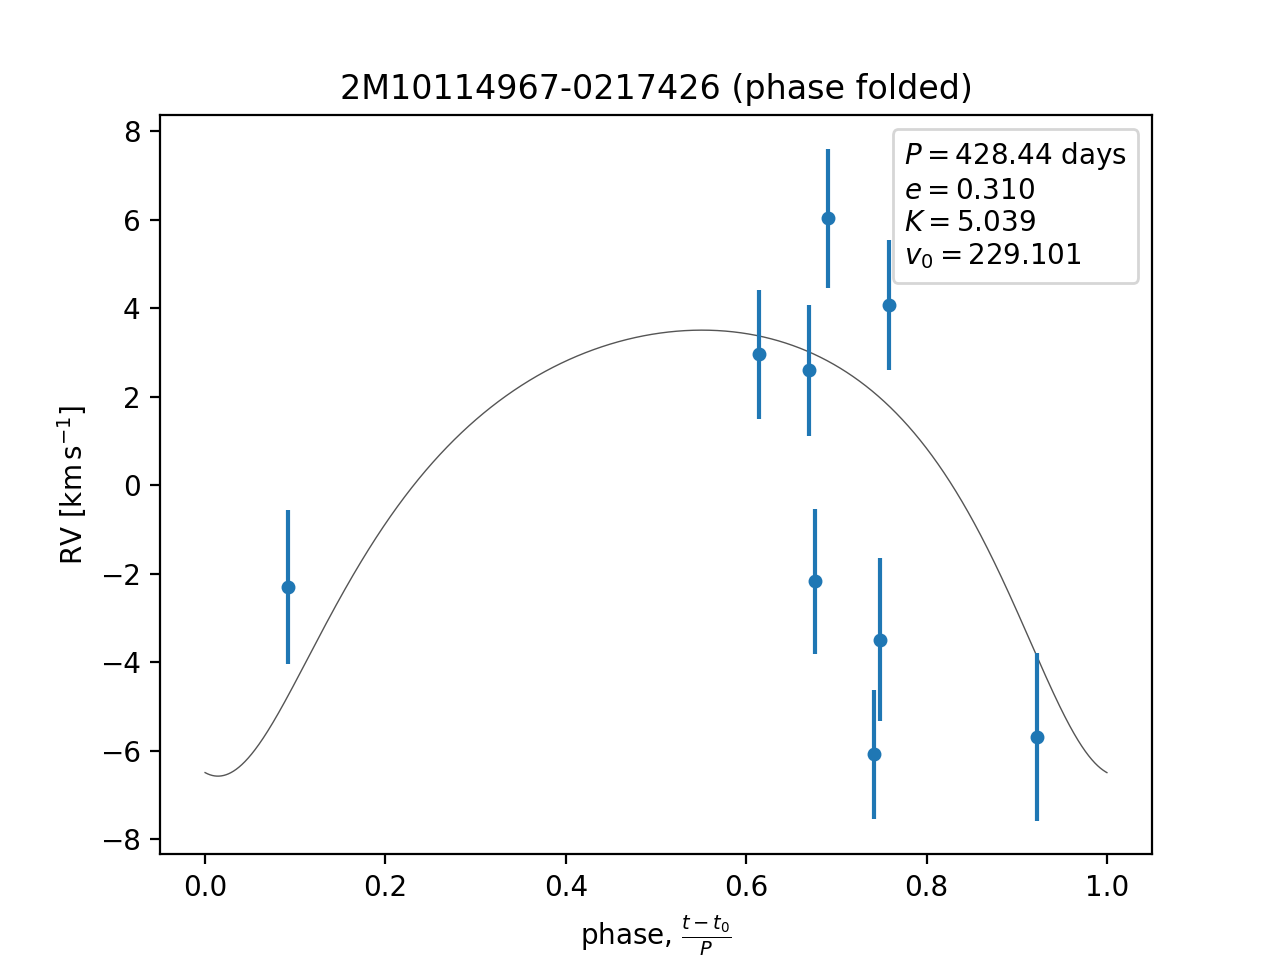 2M10114967-0217426 (phase folded)
P = 428.44 days
e = 0.310
K = 5.039
v₀ = 229.101
RV [km s⁻¹]
8
6
4
2
0
−2
−4
−6
−8
0.0 0.2 0.4 0.6 0.8 1.0
phase, (t − t₀)/P